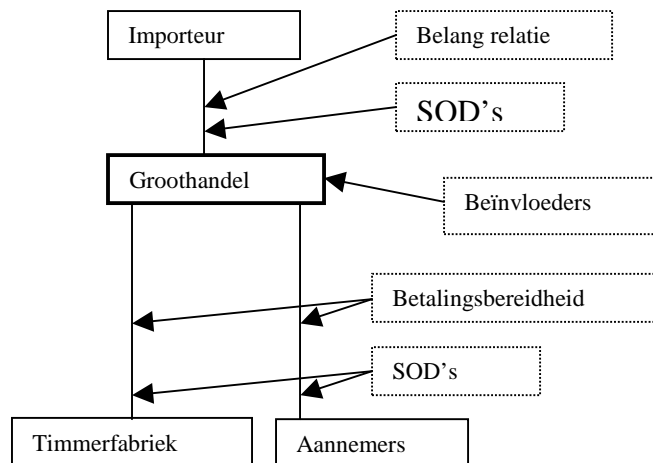 Importeur
Belang relatie
SOD's
Groothandel
Beïnvloeders
Betalingsbereidheid
SOD's
Timmerfabriek
Aannemers